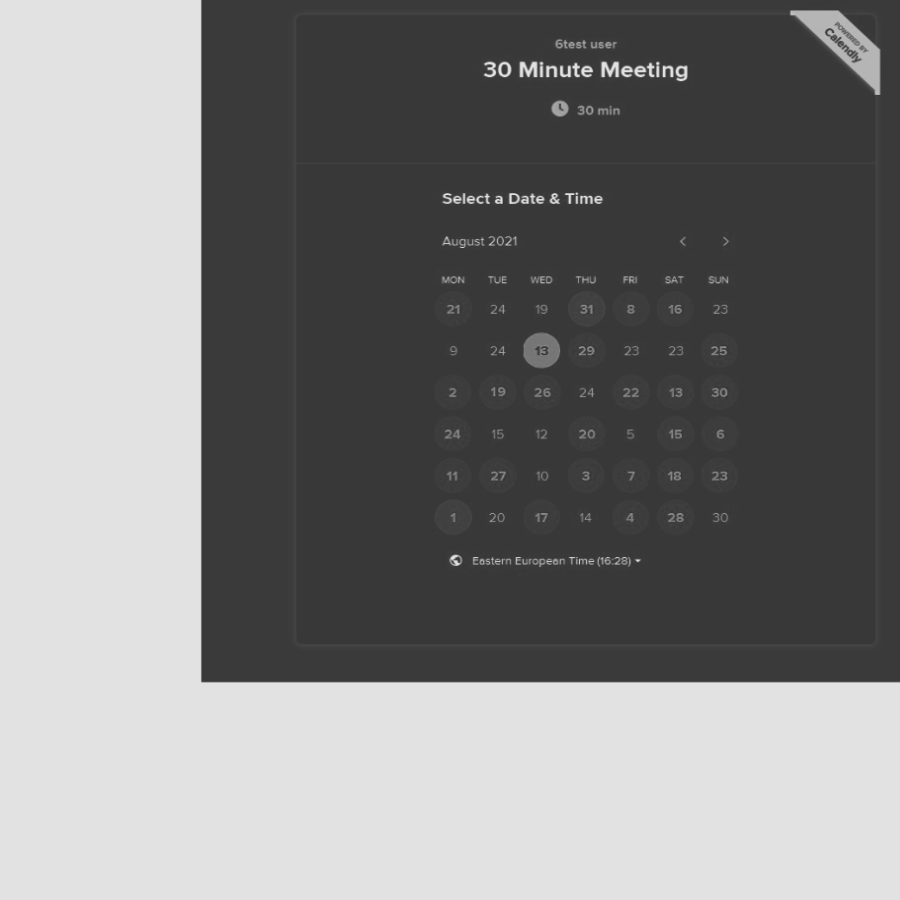 POWERED BY
Calendly
6test user
30 Minute Meeting
30 min
Select a Date & Time
August 2021
MON TUE WED THU FRI SAT SUN
21 24 19 31 8 16 23
9 24 13 29 23 23 25
2 19 26 24 22 13 30
24 15 12 20 5 15 6
11 27 10 3 7 18 23
1 20 17 14 4 28 30
Eastern European Time (16:28)